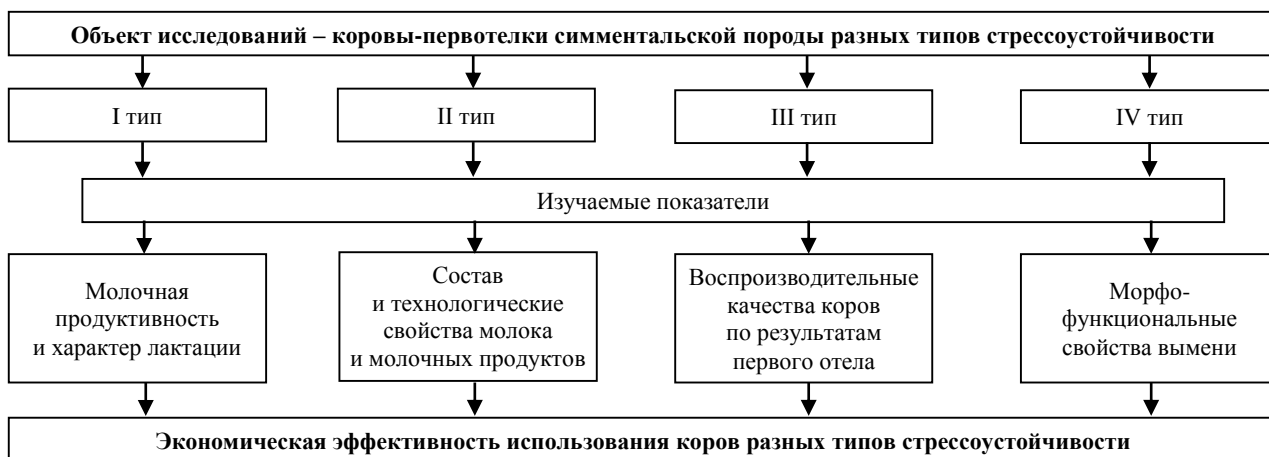 Объект исследований – коровы-первотелки симментальской породы разных типов стрессоустойчивости
I тип
II тип
III тип
IV тип
Изучаемые показатели
Молочная
продуктивность
и характер лактации
Состав
и технологические
свойства молока
и молочных продуктов
Воспроизводительные
качества коров
по результатам
первого отела
Морфо-
функциональные
свойства вымени
Экономическая эффективность использования коров разных типов стрессоустойчивости